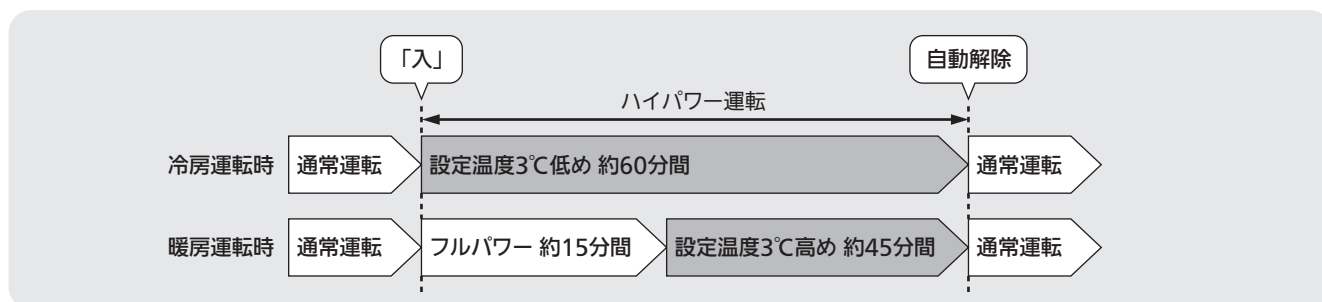 「入」
自動解除
ハイパワー運転
冷房運転時 通常運転 設定温度3℃低め 約60分間 通常運転
暖房運転時 通常運転 フルパワー 約15分間 設定温度3℃高め 約45分間 通常運転